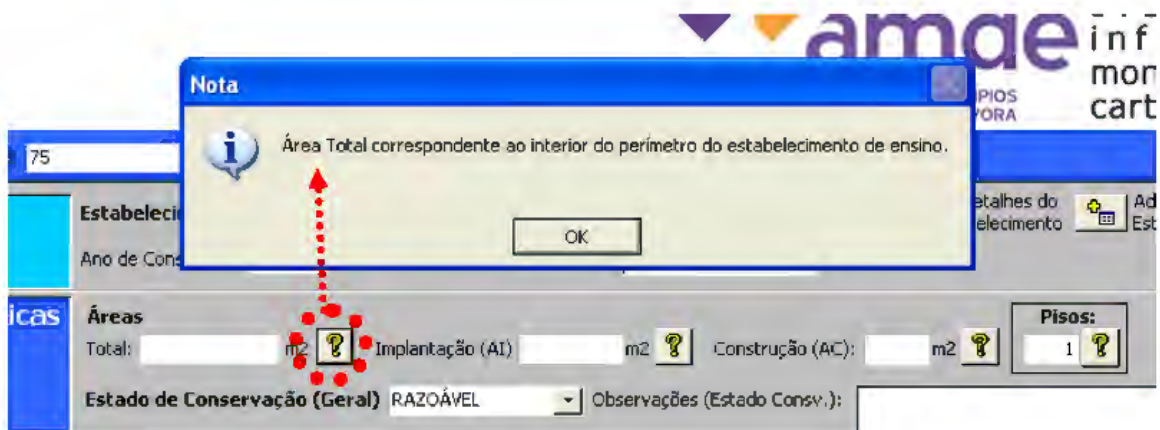 amde
inf
mor
cart
PIOS
VORA
Nota
Área Total correspondente ao interior do perímetro do estabelecimento de ensino.
OK
75
Estabeleci
etalhes do
elecimento
Ad
Est
Ano de Cons
icas
Áreas
Total: m2 ? Implantação (AI) m2 ? Construção (AC): m2 ?
Pisos:
1 ?
Estado de Conservação (Geral) RAZOÁVEL Observações (Estado Consv.):